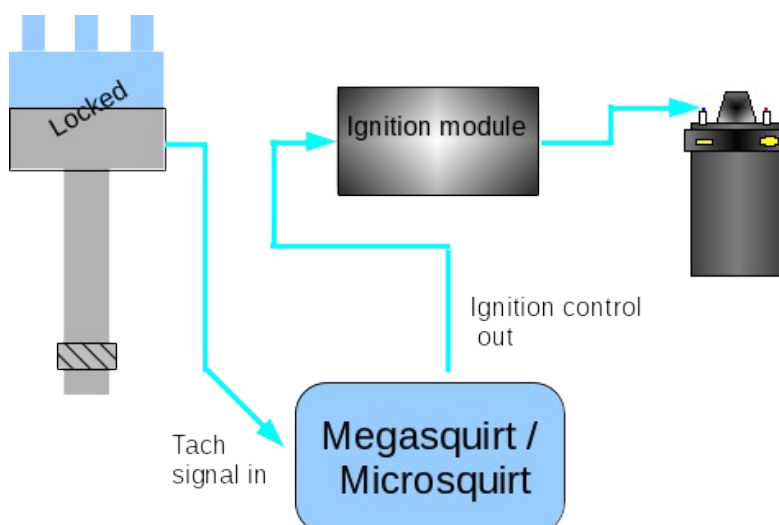 Locked
Ignition module
Ignition control
out
Tach
signal in
Megasquirt /
Microsquirt